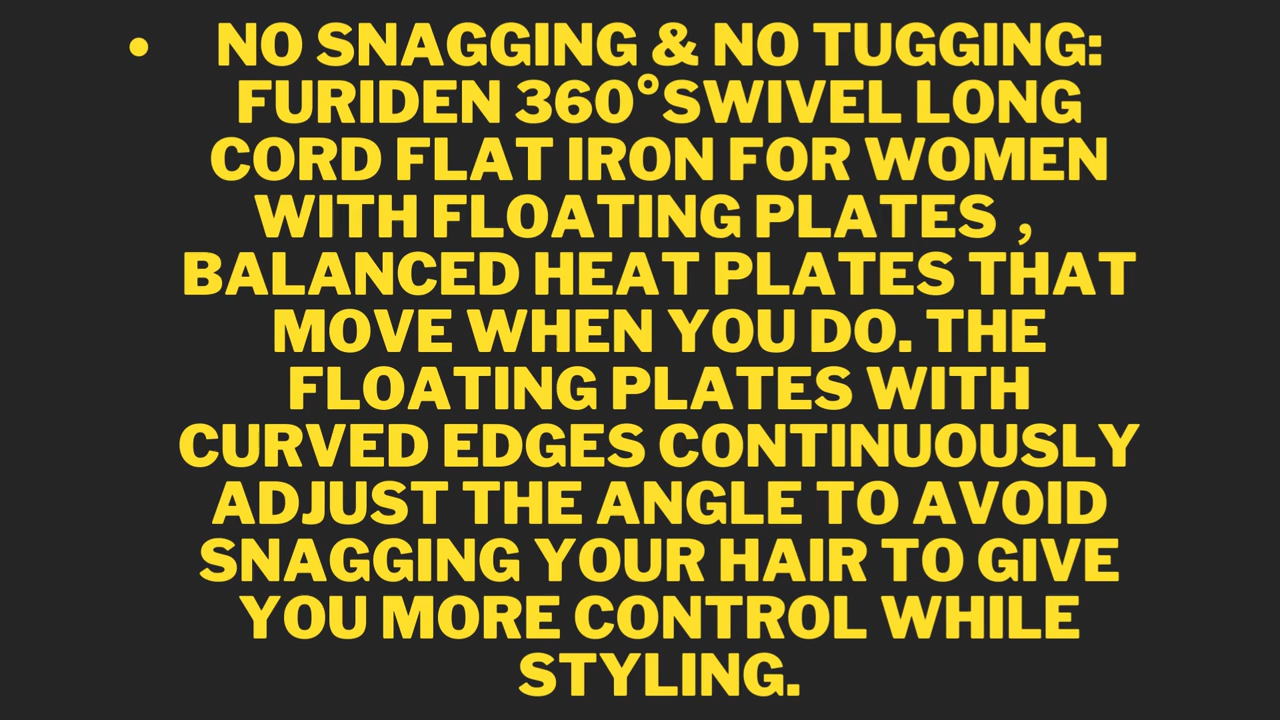 • NO SNAGGING & NO TUGGING:
FURIDEN 360°SWIVEL LONG
CORD FLAT IRON FOR WOMEN
WITH FLOATING PLATES ,
BALANCED HEAT PLATES THAT
MOVE WHEN YOU DO. THE
FLOATING PLATES WITH
CURVED EDGES CONTINUOUSLY
ADJUST THE ANGLE TO AVOID
SNAGGING YOUR HAIR TO GIVE
YOU MORE CONTROL WHILE
STYLING.